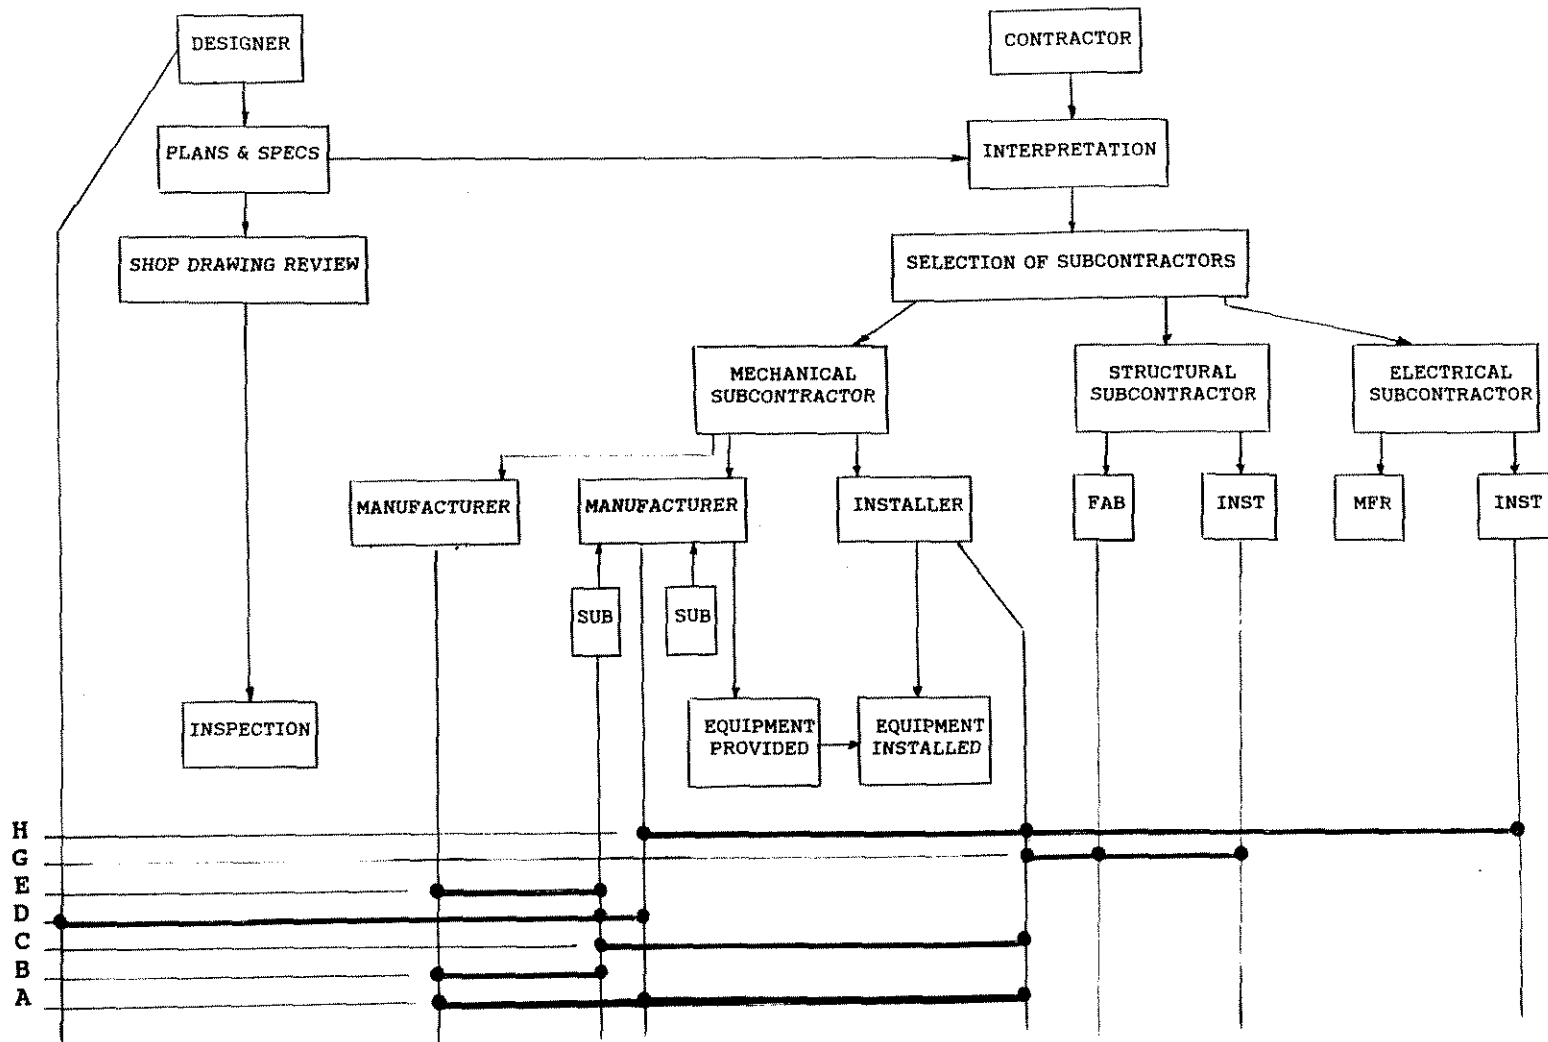 DESIGNER
CONTRACTOR
PLANS & SPECS
INTERPRETATION
SHOP DRAWING REVIEW
SELECTION OF SUBCONTRACTORS
MECHANICAL
SUBCONTRACTOR
STRUCTURAL
SUBCONTRACTOR
ELECTRICAL
SUBCONTRACTOR
MANUFACTURER
MANUFACTURER
INSTALLER
FAB
INST
MFR
INST
SUB
SUB
INSPECTION
EQUIPMENT
PROVIDED
EQUIPMENT
INSTALLED
H
G
E
D
C
B
A